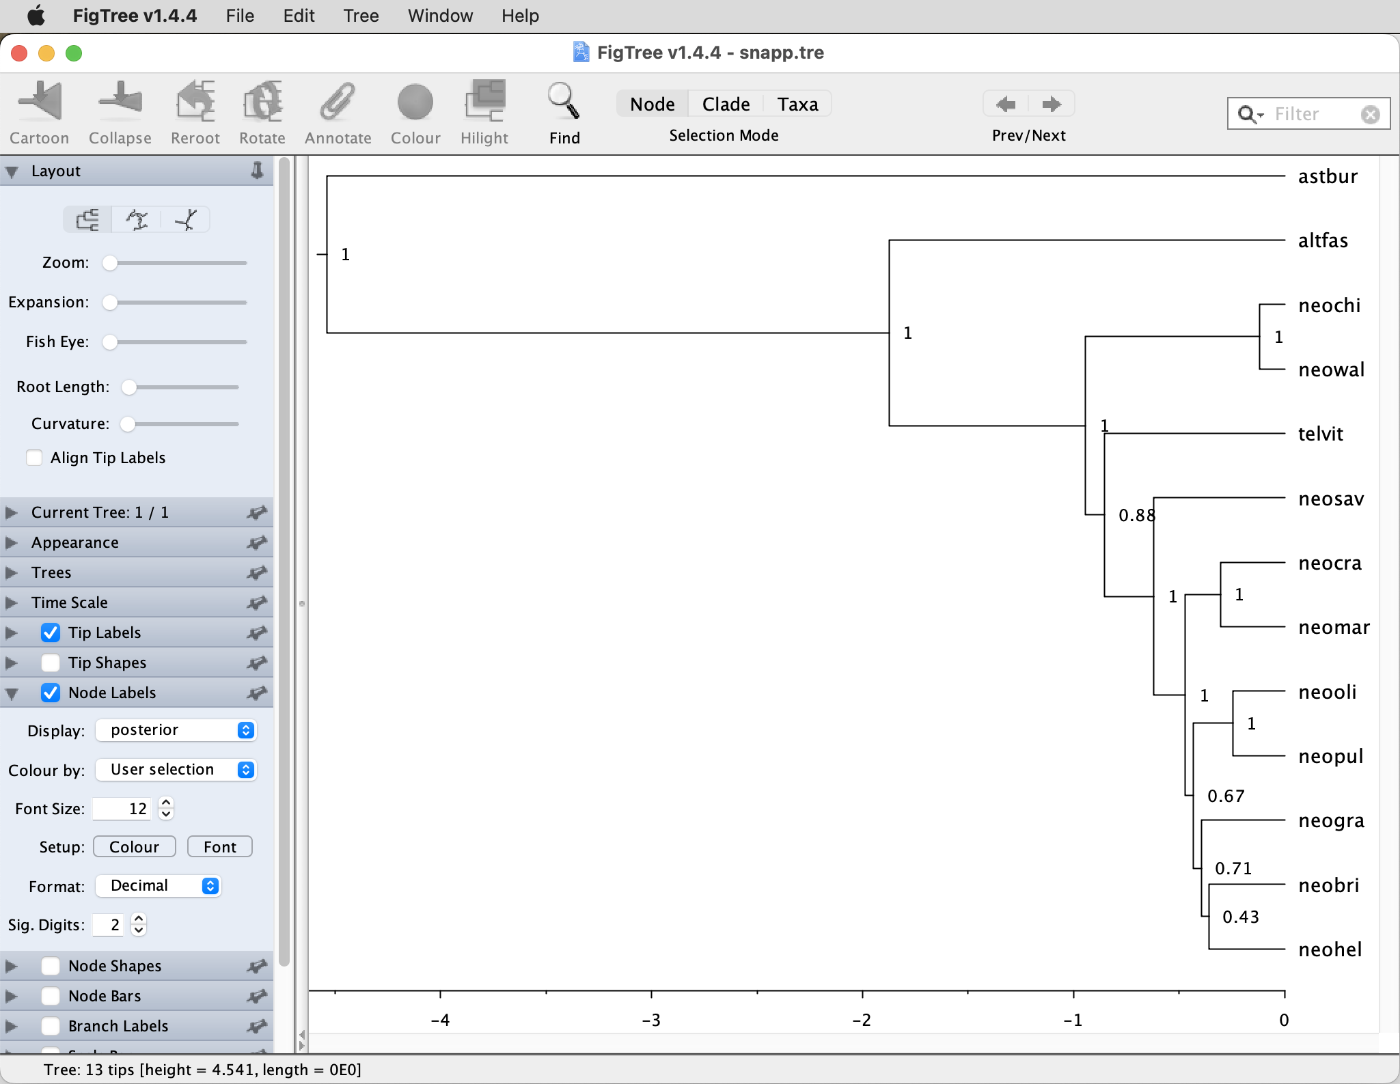 FigTree v1.4.4 File Edit Tree Window Help
FigTree v1.4.4 - snapp.tre
Cartoon Collapse Reroot Rotate Annotate Colour Hilight Find
Node Clade Taxa
Selection Mode
Prev/Next
Filter
Layout
Zoom:
Expansion:
Fish Eye:
Root Length:
Curvature:
Align Tip Labels
Current Tree: 1 / 1
Appearance
Trees
Time Scale
Tip Labels
Tip Shapes
Node Labels
Display: posterior
Colour by: User selection
Font Size: 12
Setup: Colour Font
Format: Decimal
Sig. Digits: 2
Node Shapes
Node Bars
Branch Labels
astbur
altfas
1
neochi
1
1
neowal
1
telvit
neosav
0.88
neocra
1
1
neomar
neooli
1
1
neopul
0.67
neogra
0.71
neobri
0.43
neohel
-4 -3 -2 -1 0
Tree: 13 tips [height = 4.541, length = 0E0]